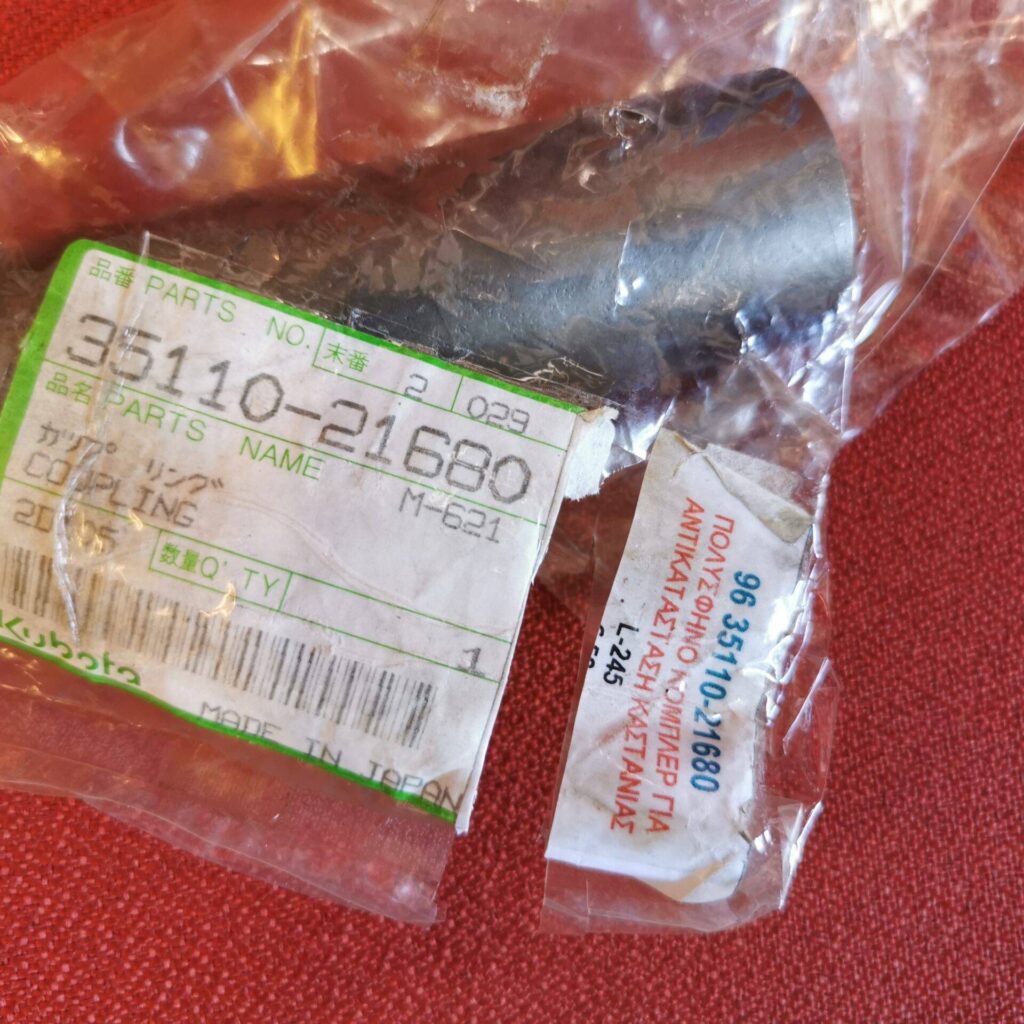 品番 PARTS NO.
末番 2 029
35110-21680
品名 PARTS NAME
M-621
カップ リング
COUPLING
数量 Q'TY
1
Kubota
MADE IN JAPAN
96 35110-21680
ΠΟΛΥΣΦΗΝΟ ΚΟΜΠΛΕΡ ΓΙΑ
ΑΝΤΙΚΑΤΑΣΤΑΣΗ ΚΑΣΤΑΝΙΑΣ
L-245